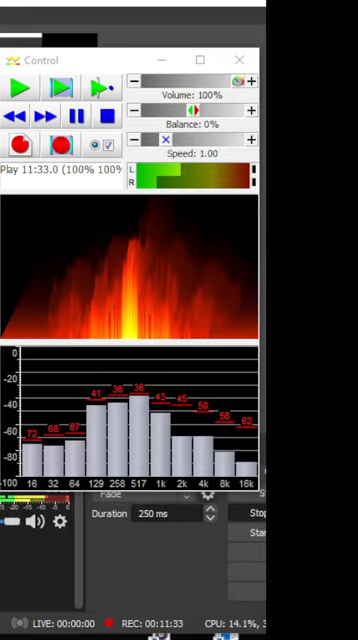 Control
Volume: 100%
Balance: 0%
Speed: 1.00
L
R
Play 11:33.0 (100% 100%
0
-20
-40
-60
-80
-100
72 68 67 41 38 36 43 45 50 58 62
16 32 64 129 258 517 1k 2k 4k 8k 16k
Fade
Duration 250 ms
Stop
Star
LIVE: 00:00:00 REC: 00:11:33 CPU: 14.1%, 3